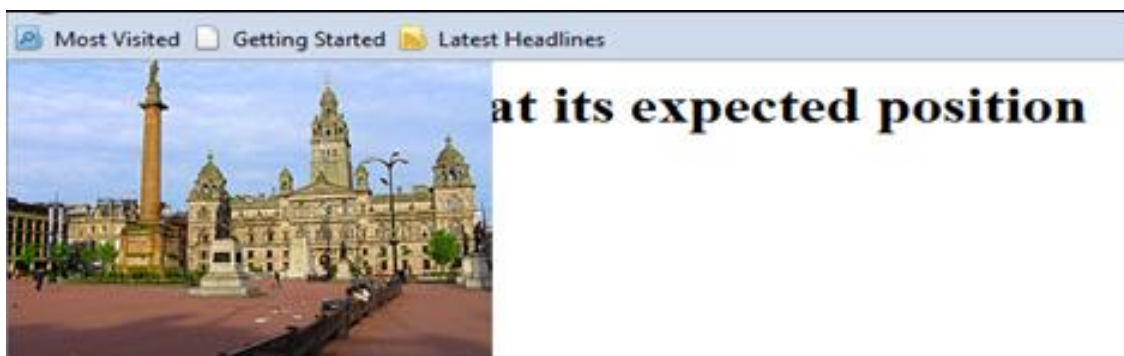 Most Visited Getting Started Latest Headlines
at its expected position